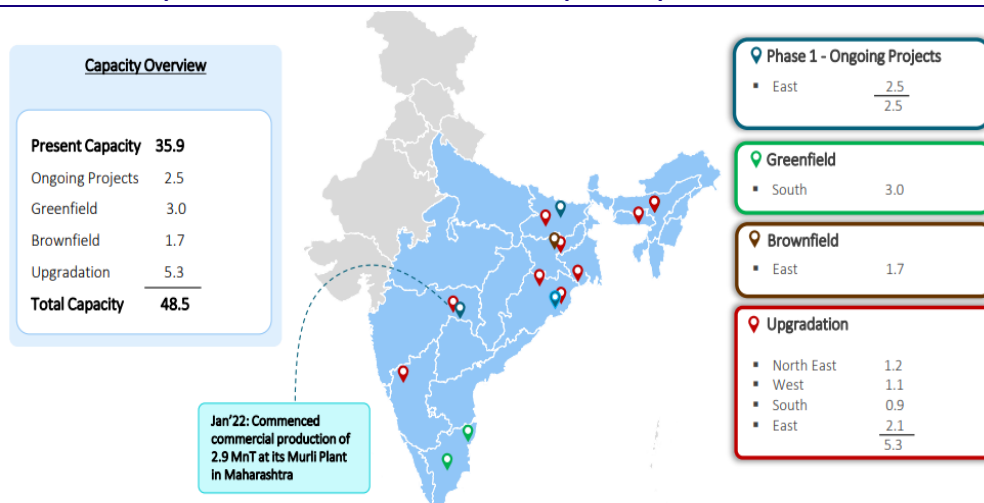 Capacity Overview
Present Capacity 35.9
Ongoing Projects 2.5
Greenfield 3.0
Brownfield 1.7
Upgradation 5.3
Total Capacity 48.5
Jan'22: Commenced
commercial production of
2.9 MnT at its Murli Plant
in Maharashtra
Phase 1 - Ongoing Projects
▪ East 2.5
2.5
Greenfield
▪ South 3.0
Brownfield
▪ East 1.7
Upgradation
▪ North East 1.2
▪ West 1.1
▪ South 0.9
▪ East 2.1
5.3